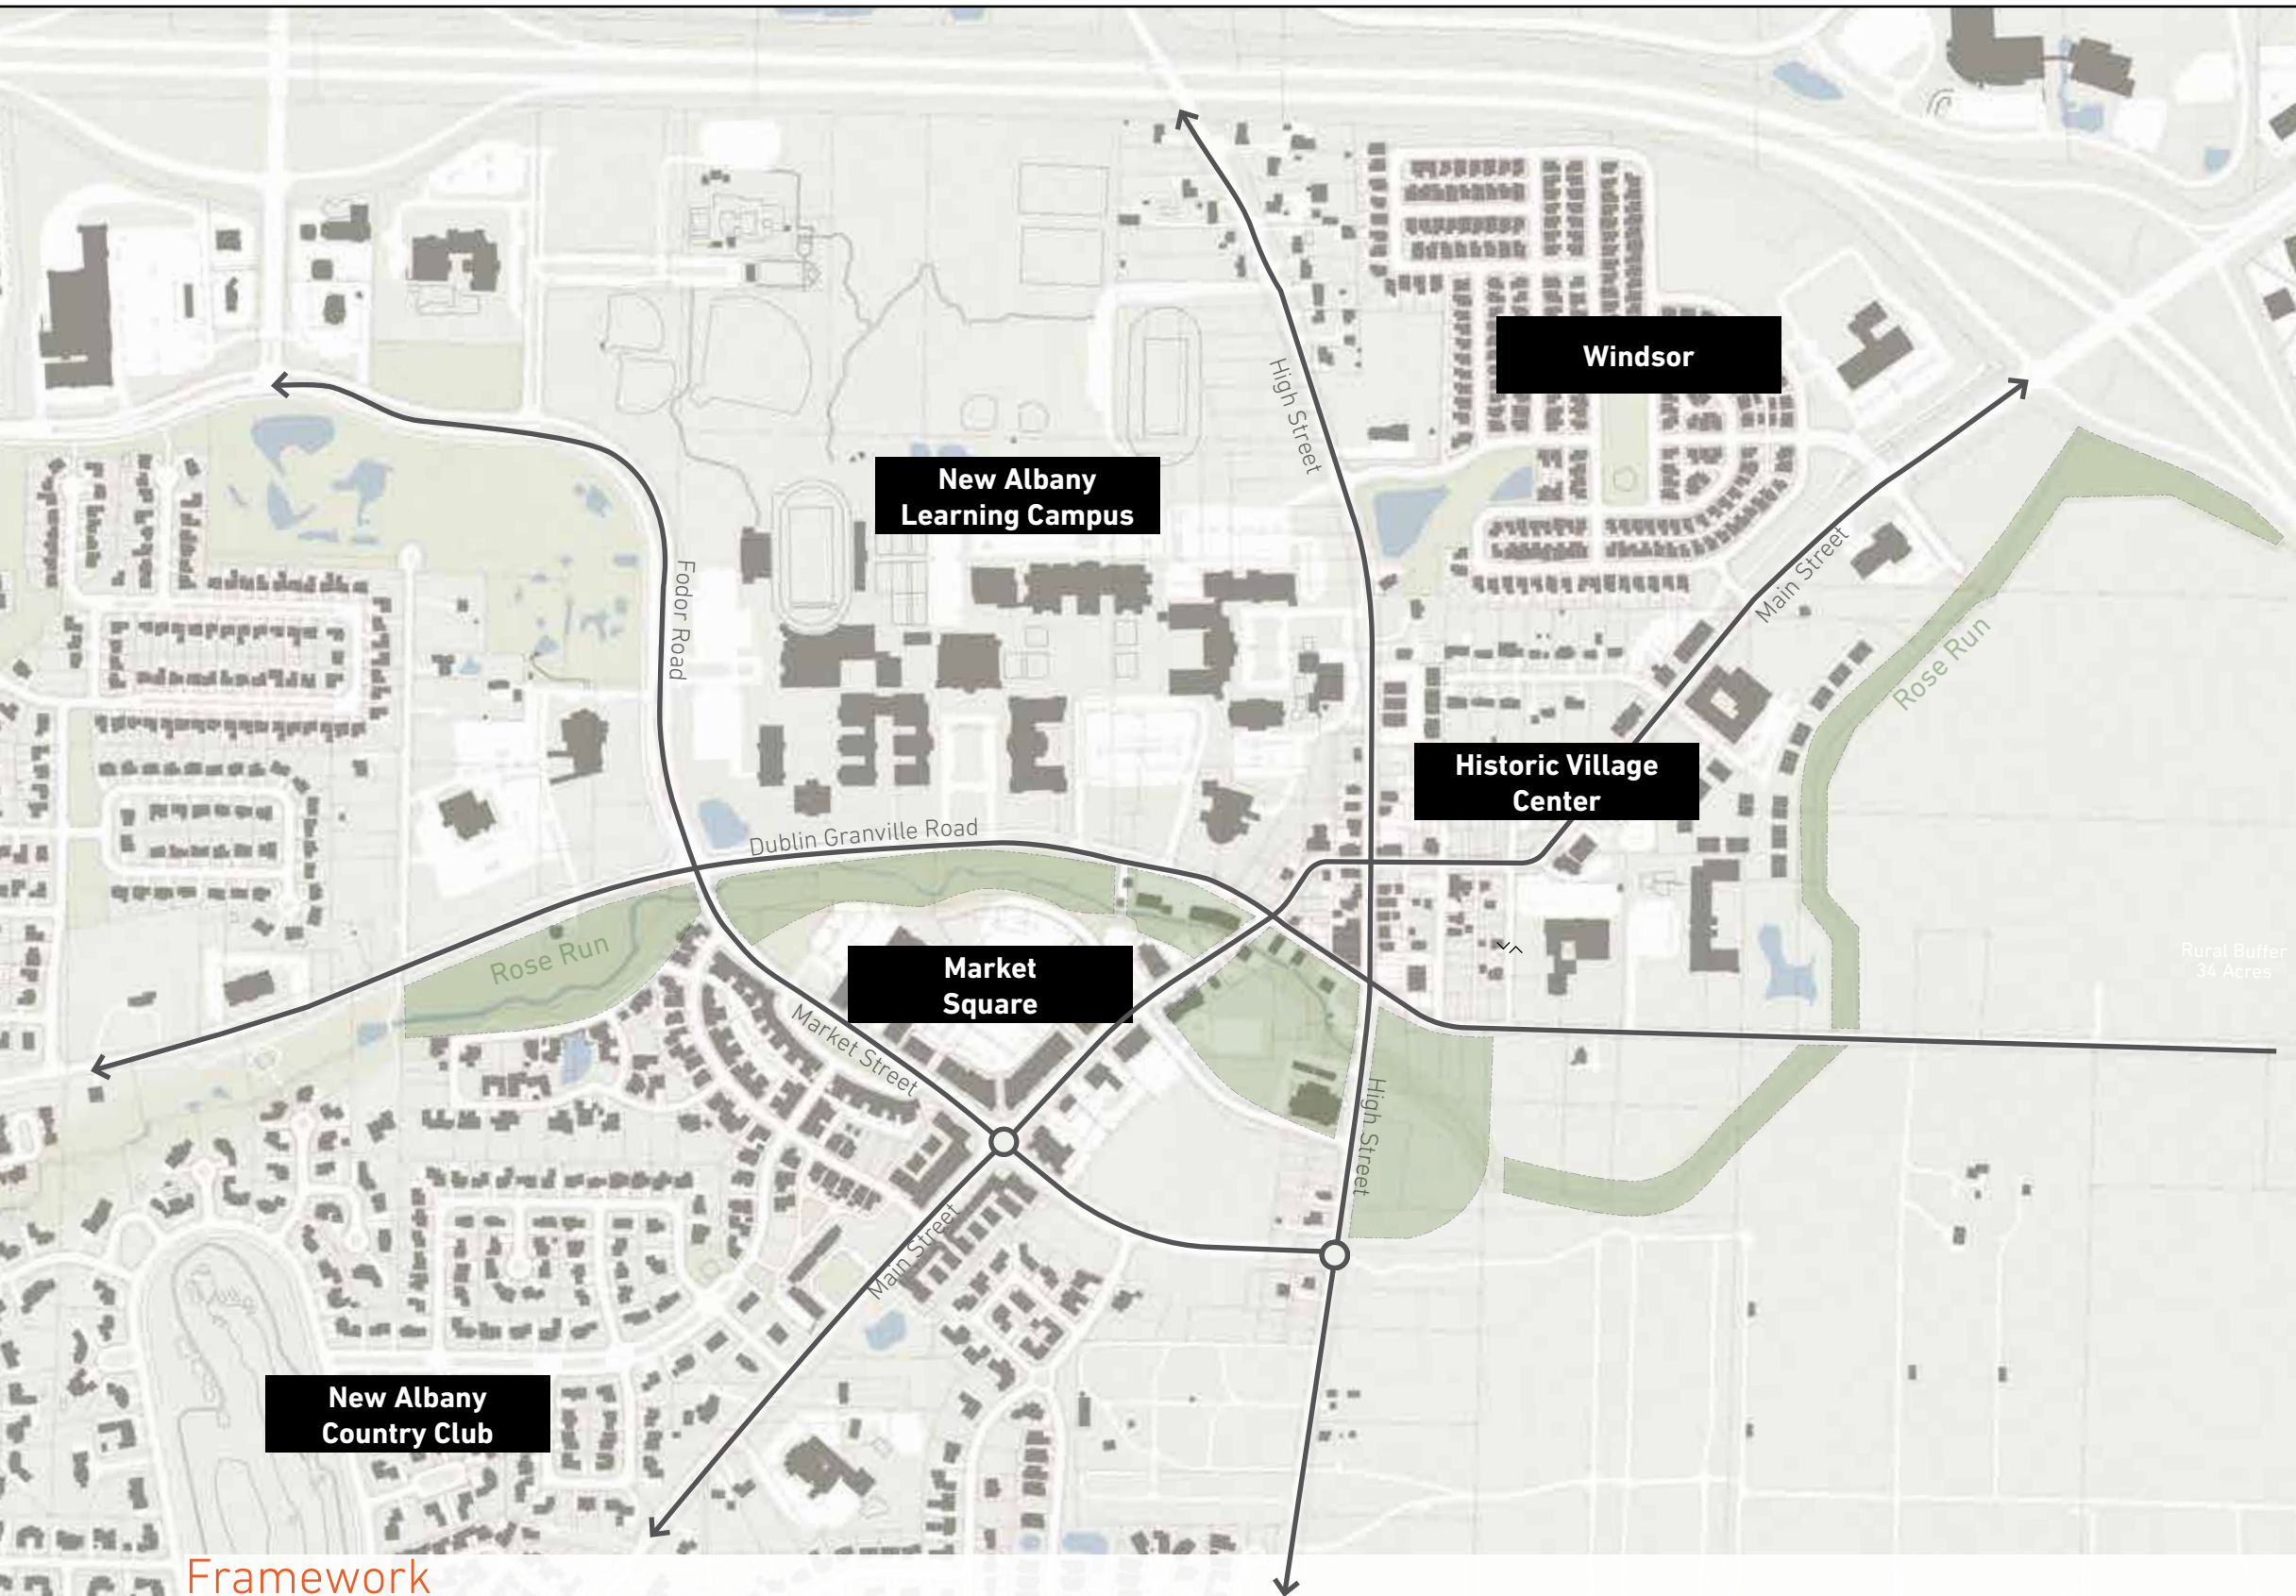 High Street
Windsor
New Albany
Learning Campus
Main Street
Fodor Road
Rose Run
Historic Village
Center
Dublin Granville Road
Rose Run
Market
Square
Rural Buffer
34 Acres
Market Street
High Street
Main Street
New Albany
Country Club
Framework